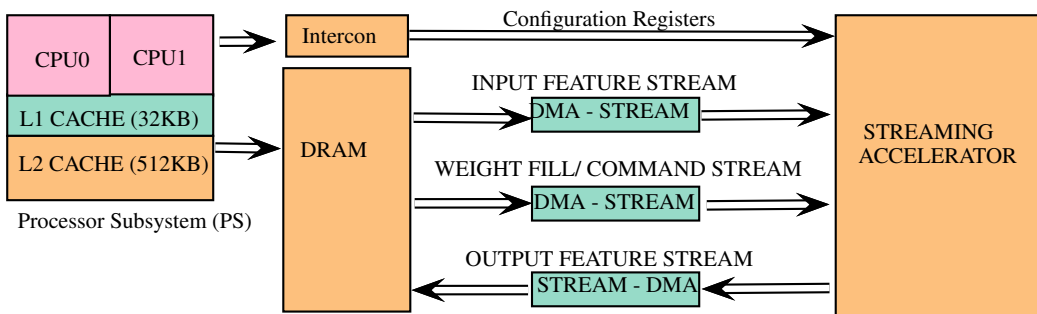 CPU0
CPU1
L1 CACHE (32KB)
L2 CACHE (512KB)
Processor Subsystem (PS)
Intercon
Configuration Registers
DRAM
INPUT FEATURE STREAM
DMA - STREAM
WEIGHT FILL/ COMMAND STREAM
DMA - STREAM
OUTPUT FEATURE STREAM
STREAM - DMA
STREAMING
ACCELERATOR